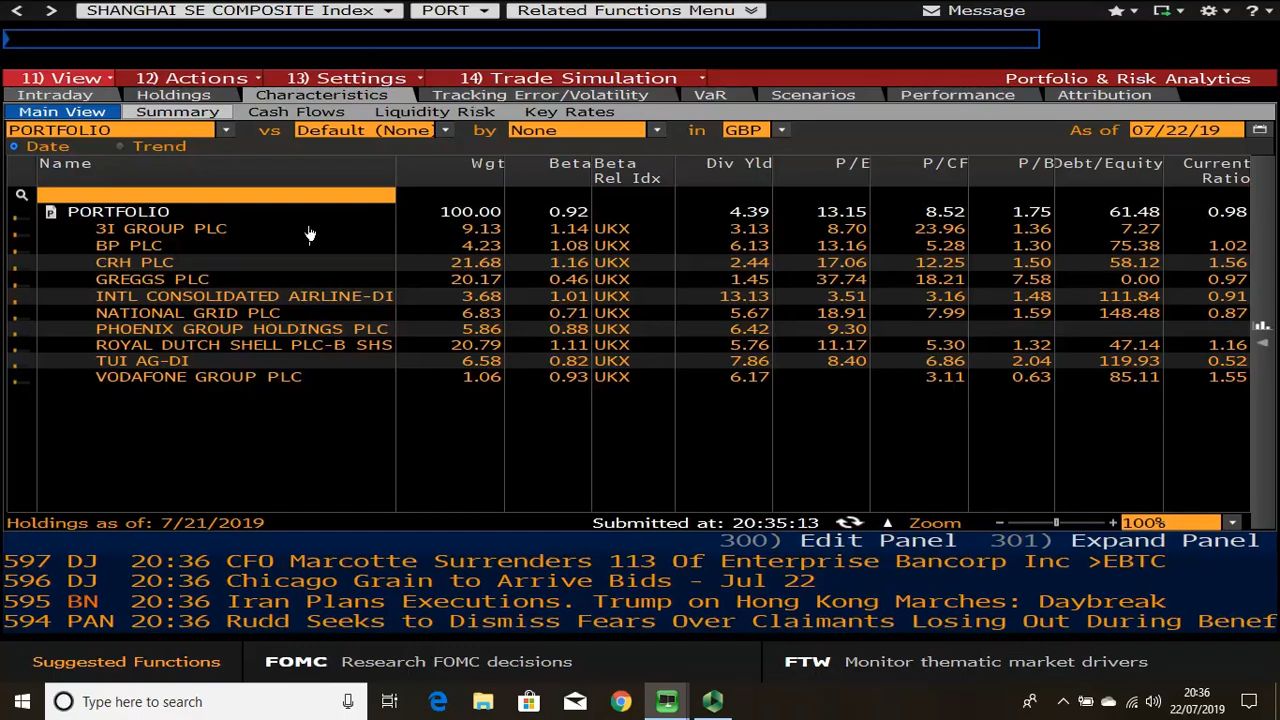 SHANGHAI SE COMPOSITE Index PORT Related Functions Menu Message
11) View 12) Actions 13) Settings 14) Trade Simulation Portfolio & Risk Analytics
Intraday Holdings Characteristics Tracking Error/Volatility VaR Scenarios Performance Attribution
Main View Summary Cash Flows Liquidity Risk Key Rates
PORTFOLIO vs Default (None) by None in GBP As of 07/22/19
Date Trend
Name Wgt Beta Beta Rel Idx Div Yld P/E P/CF P/B Debt/Equity Current Ratio
PORTFOLIO 100.00 0.92 4.39 13.15 8.52 1.75 61.48 0.98
3I GROUP PLC 9.13 1.14 UKX 3.13 8.70 23.96 1.36 7.27
BP PLC 4.23 1.08 UKX 6.13 13.16 5.28 1.30 75.38 1.02
CRH PLC 21.68 1.16 UKX 2.44 17.06 12.25 1.50 58.12 1.56
GREGGS PLC 20.17 0.46 UKX 1.45 37.74 18.21 7.58 0.00 0.97
INTL CONSOLIDATED AIRLINE-DI 3.68 1.01 UKX 13.13 3.51 3.16 1.48 111.84 0.91
NATIONAL GRID PLC 6.83 0.71 UKX 5.67 18.91 7.99 1.59 148.48 0.87
PHOENIX GROUP HOLDINGS PLC 5.86 0.88 UKX 6.42 9.30
ROYAL DUTCH SHELL PLC-B SHS 20.79 1.11 UKX 5.76 11.17 5.30 1.32 47.14 1.16
TUI AG-DI 6.58 0.82 UKX 7.86 8.40 6.86 2.04 119.93 0.52
VODAFONE GROUP PLC 1.06 0.93 UKX 6.17 3.11 0.63 85.11 1.55
Holdings as of: 7/21/2019 Submitted at: 20:35:13 Zoom 100%
300) Edit Panel 301) Expand Panel
597 DJ 20:36 CFO Marcotte Surrenders 113 Of Enterprise Bancorp Inc >EBTC
596 DJ 20:36 Chicago Grain to Arrive Bids - Jul 22
595 BN 20:36 Iran Plans Executions. Trump on Hong Kong Marches: Daybreak
594 PAN 20:36 Rudd Seeks to Dismiss Fears Over Claimants Losing Out During Benef
Suggested Functions FOMC Research FOMC decisions FTW Monitor thematic market drivers
Type here to search 20:36
22/07/2019